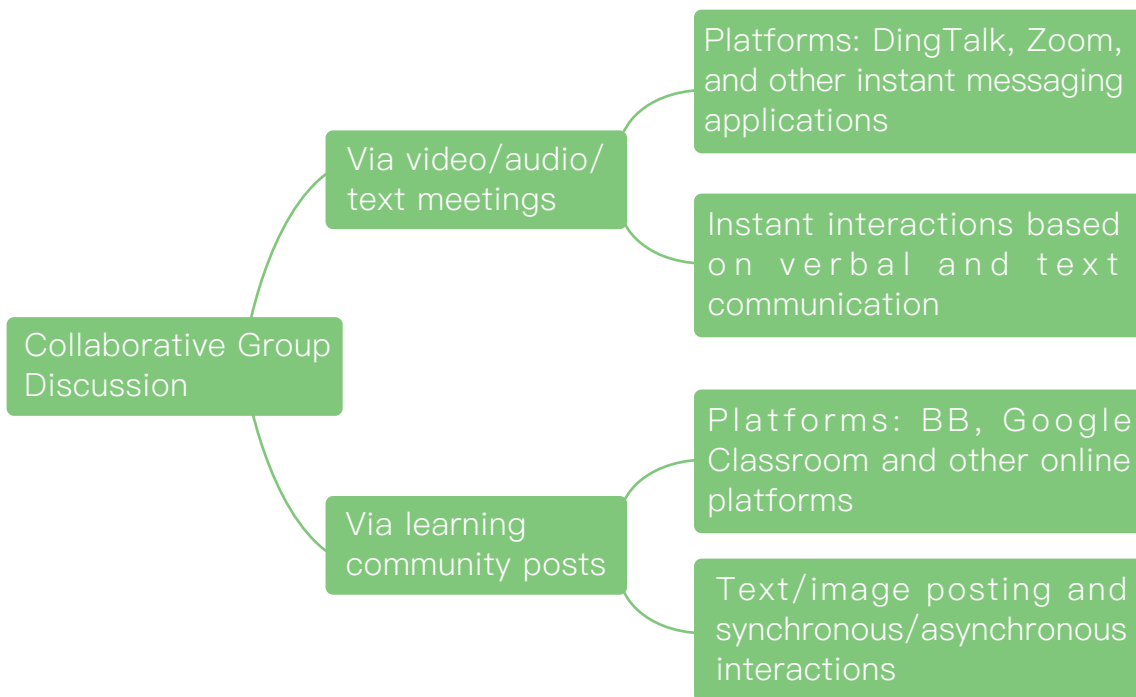 Collaborative Group
Discussion
Via video/audio/
text meetings
Platforms: DingTalk, Zoom,
and other instant messaging
applications
Instant interactions based
on verbal and text
communication
Via learning
community posts
Platforms: BB, Google
Classroom and other online
platforms
Text/image posting and
synchronous/asynchronous
interactions